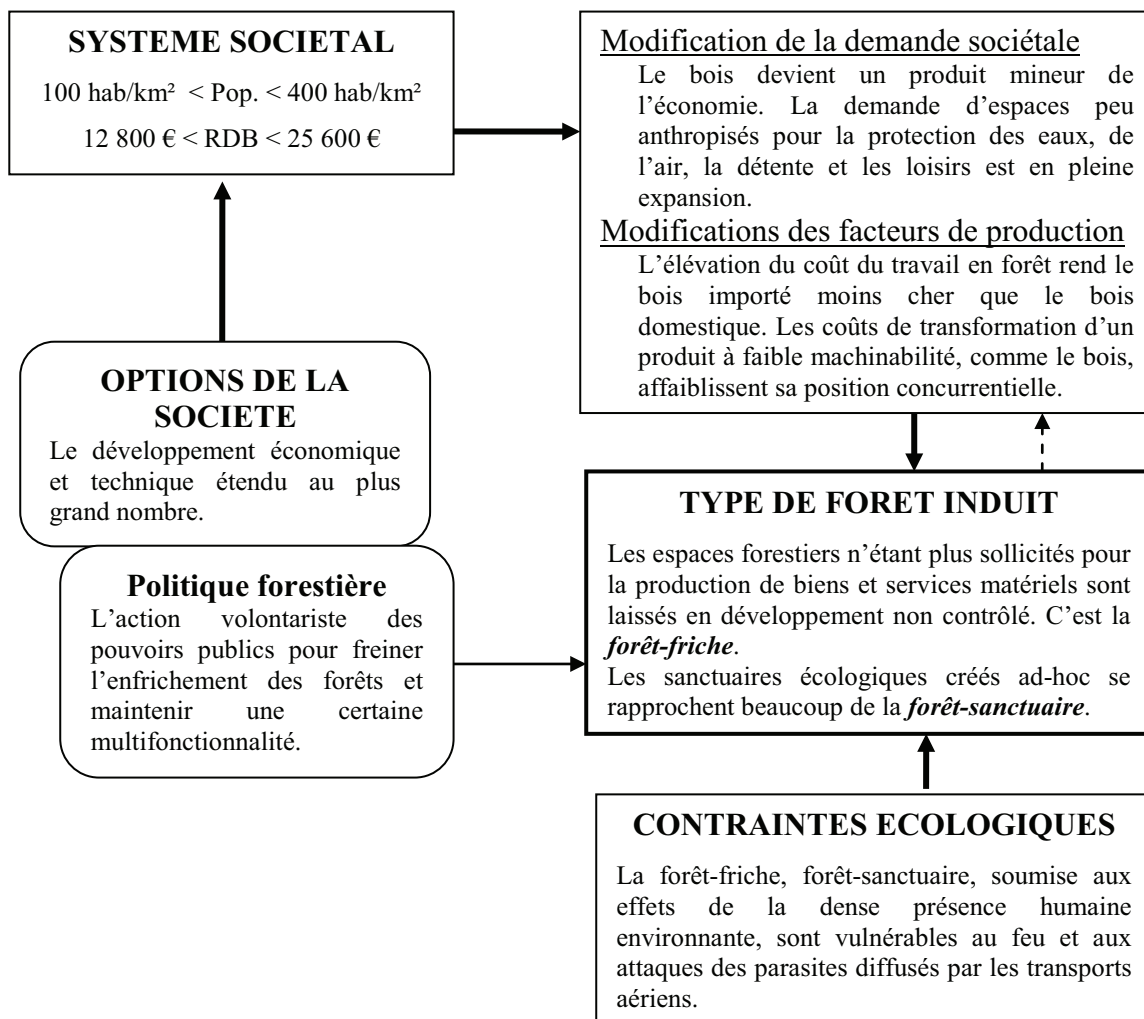 SYSTEME SOCIETAL
100 hab/km² < Pop. < 400 hab/km²
12 800 € < RDB < 25 600 €
Modification de la demande sociétale
Le bois devient un produit mineur de
l’économie. La demande d’espaces peu
anthropisés pour la protection des eaux, de
l’air, la détente et les loisirs est en pleine
expansion.
Modifications des facteurs de production
L’élévation du coût du travail en forêt rend le
bois importé moins cher que le bois
domestique. Les coûts de transformation d’un
produit à faible machinabilité, comme le bois,
affaiblissent sa position concurrentielle.
OPTIONS DE LA
SOCIETE
Le développement économique
et technique étendu au plus
grand nombre.
Politique forestière
L’action volontariste des
pouvoirs publics pour freiner
l’enfrichement des forêts et
maintenir une certaine
multifonctionnalité.
TYPE DE FORET INDUIT
Les espaces forestiers n’étant plus sollicités pour
la production de biens et services matériels sont
laissés en développement non contrôlé. C’est la
forêt-friche.
Les sanctuaires écologiques créés ad-hoc se
rapprochent beaucoup de la forêt-sanctuaire.
CONTRAINTES ECOLOGIQUES
La forêt-friche, forêt-sanctuaire, soumise aux
effets de la dense présence humaine
environnante, sont vulnérables au feu et aux
attaques des parasites diffusés par les transports
aériens.